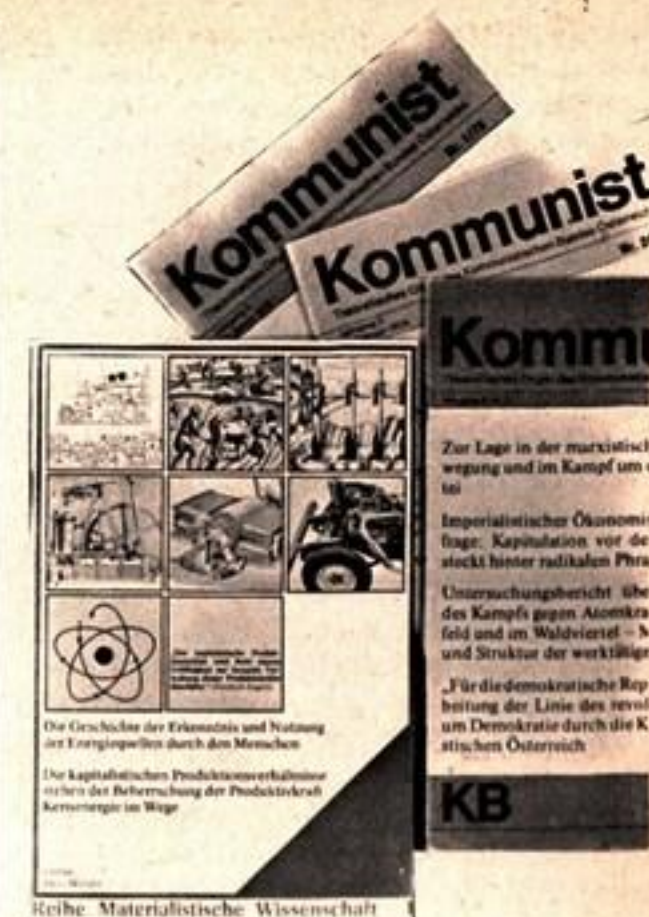 Kommunist
Kommunist
Kommu
Zur Lage in der marxistisch
wegung und im Kampf um
tei
Imperialistischer Ökonomis
frage: Kapitulation vor de
steckt hinter radikalen Phra
Untersuchungsbericht übe
des Kampfs gegen Atomkra
feld und im Waldviertel –
und Struktur der werktätige
„Für die demokratische Rep
beitung der Linie des revol
um Demokratie durch die K
stischen Österreich
KB
Die Geschichte der Erkenntnis und Nutzung
der Energiequellen durch den Menschen
Die kapitalistischen Produktionsverhältnisse
stehen der Beherrschung der Produktivkraft
Kernenergie im Wege
Reihe Materialistische Wissenschaft